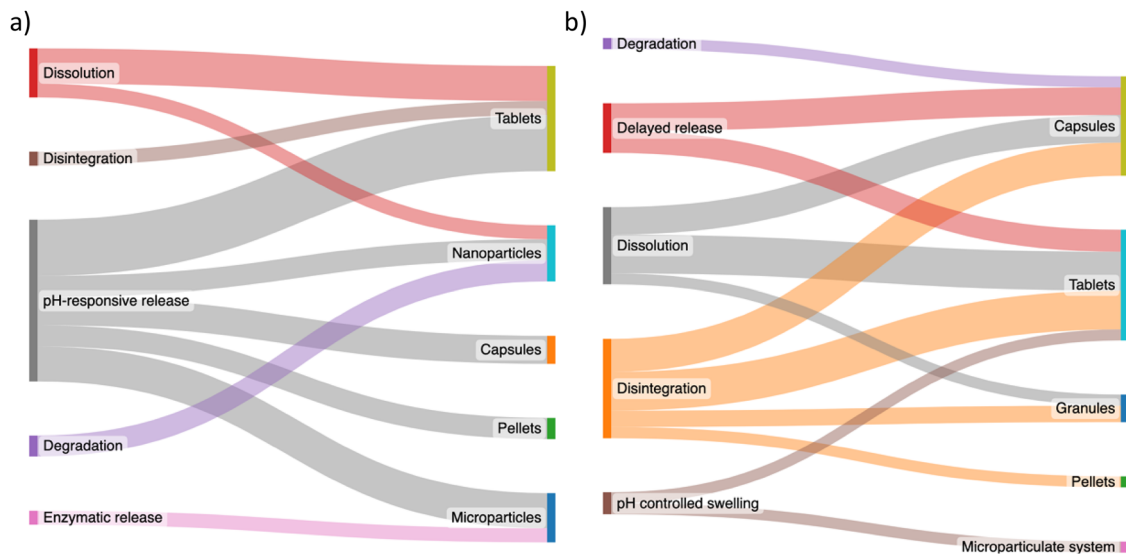 a)
Dissolution
Tablets
Disintegration
Nanoparticles
pH-responsive release
Capsules
Pellets
Degradation
Microparticles
Enzymatic release
b)
Degradation
Delayed release
Capsules
Dissolution
Tablets
Disintegration
Granules
Pellets
pH controlled swelling
Microparticulate system